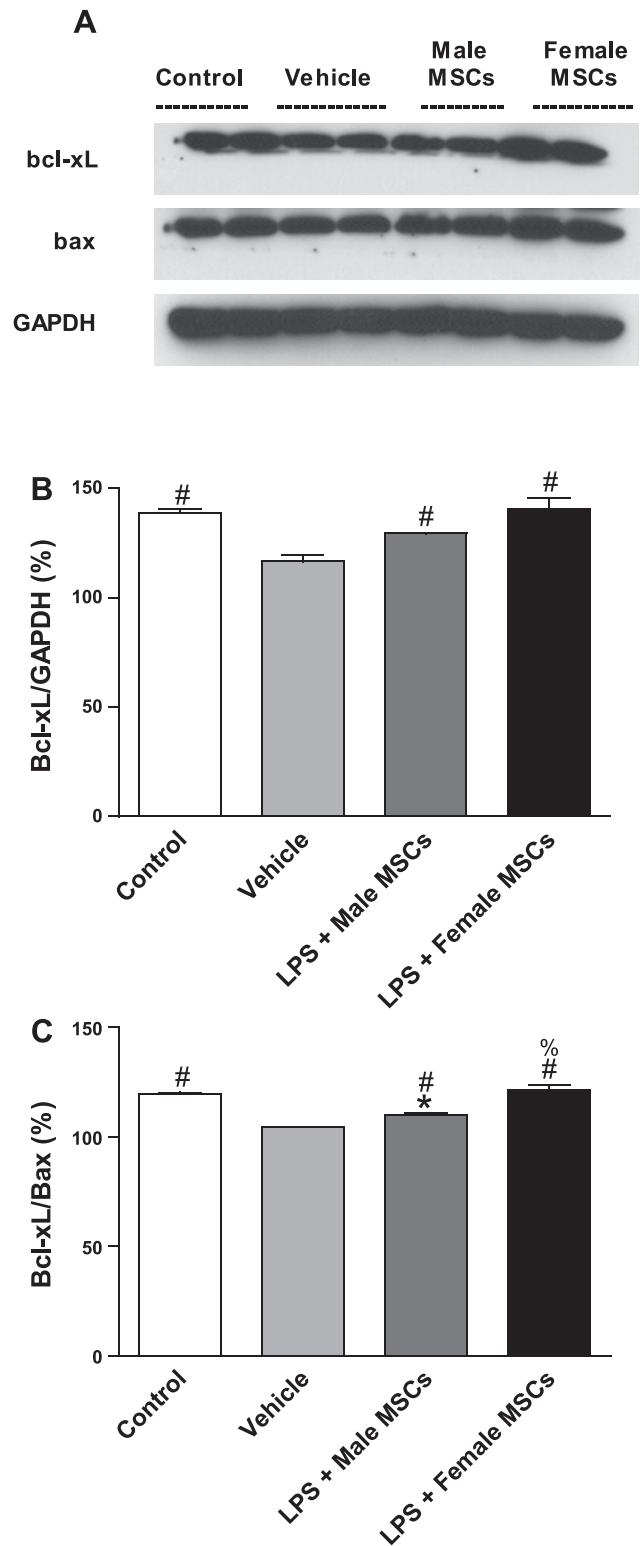 A
Control Vehicle Male MSCs Female MSCs
bcl-xL
bax
GAPDH
B
Bcl-xL/GAPDH (%)
150
100
50
0
# # #
Control Vehicle LPS + Male MSCs LPS + Female MSCs
C
Bcl-xL/Bax (%)
150
100
50
0
# # * % #
Control Vehicle LPS + Male MSCs LPS + Female MSCs